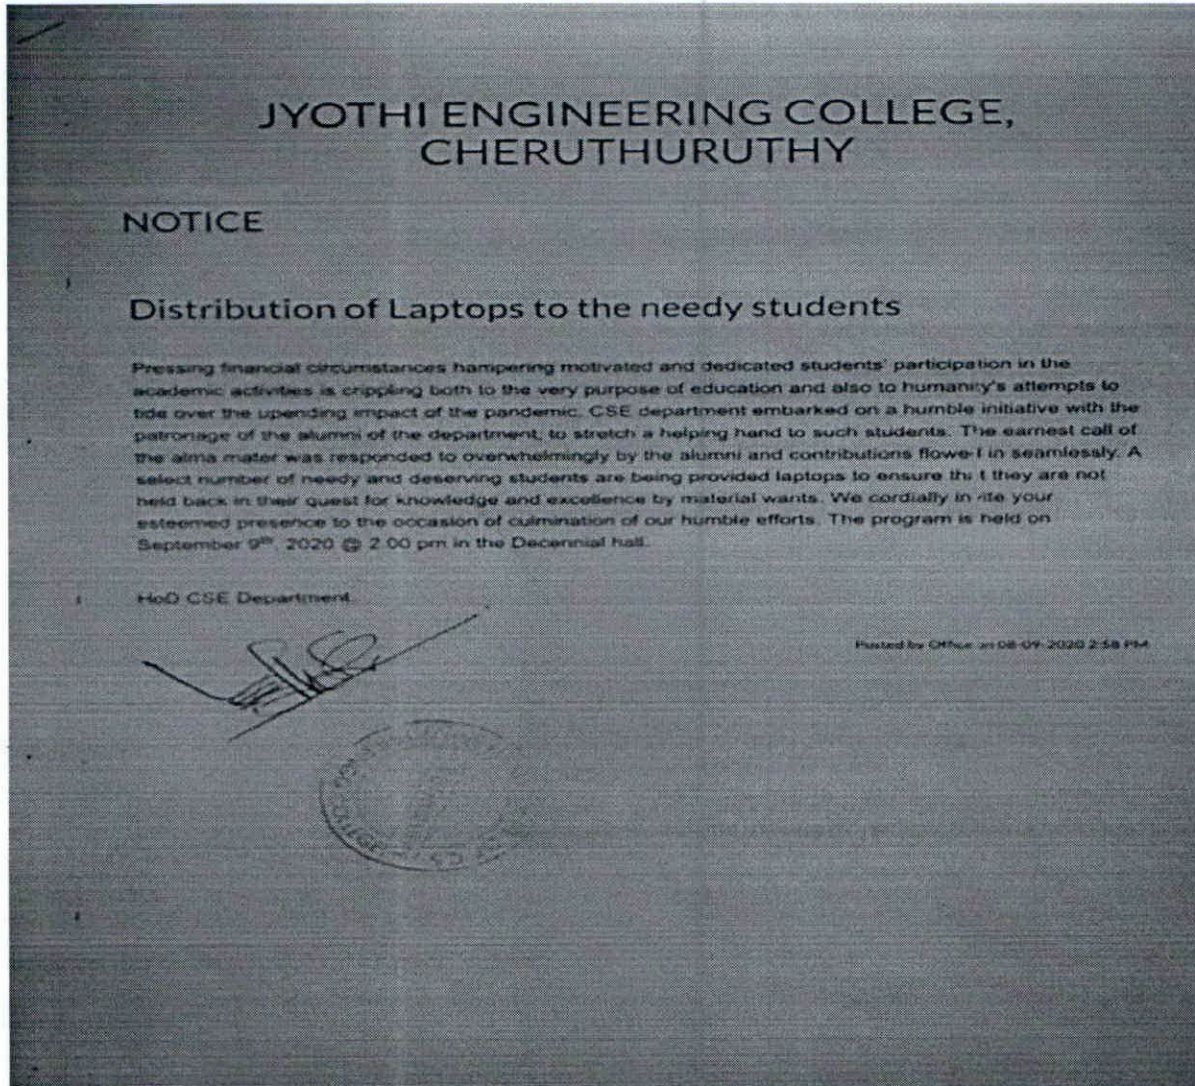 JYOTHI ENGINEERING COLLEGE,
CHERUTHURUTHY
NOTICE
Distribution of Laptops to the needy students
Pressing financial circumstances hampering motivated and dedicated students' participation in the
academic activities is crippling both to the very purpose of education and also to humanity's attempts to
tide over the upending impact of the pandemic. CSE department embarked on a humble initiative with the
patronage of the alumni of the department, to stretch a helping hand to such students. The earnest call of
the alma mater was responded to overwhelmingly by the alumni and contributions flowed in seamlessly. A
select number of needy and deserving students are being provided laptops to ensure that they are not
held back in their quest for knowledge and excellence by material wants. We cordially invite your
esteemed presence to the occasion of culmination of our humble efforts. The program is held on
September 9th, 2020 @ 2.00 pm in the Decennial hall.
HoD CSE Department.
Posted by Office on 08-09-2020 2:58 PM